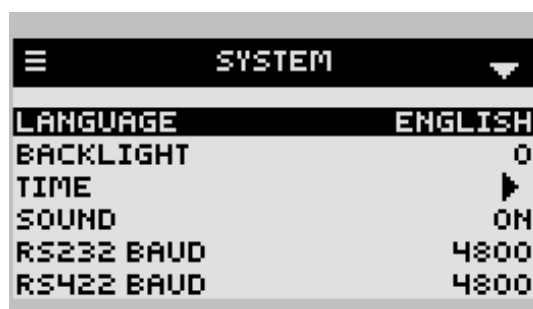 SYSTEM
LANGUAGE ENGLISH
BACKLIGHT 0
TIME
SOUND ON
RS232 BAUD 4800
RS422 BAUD 4800